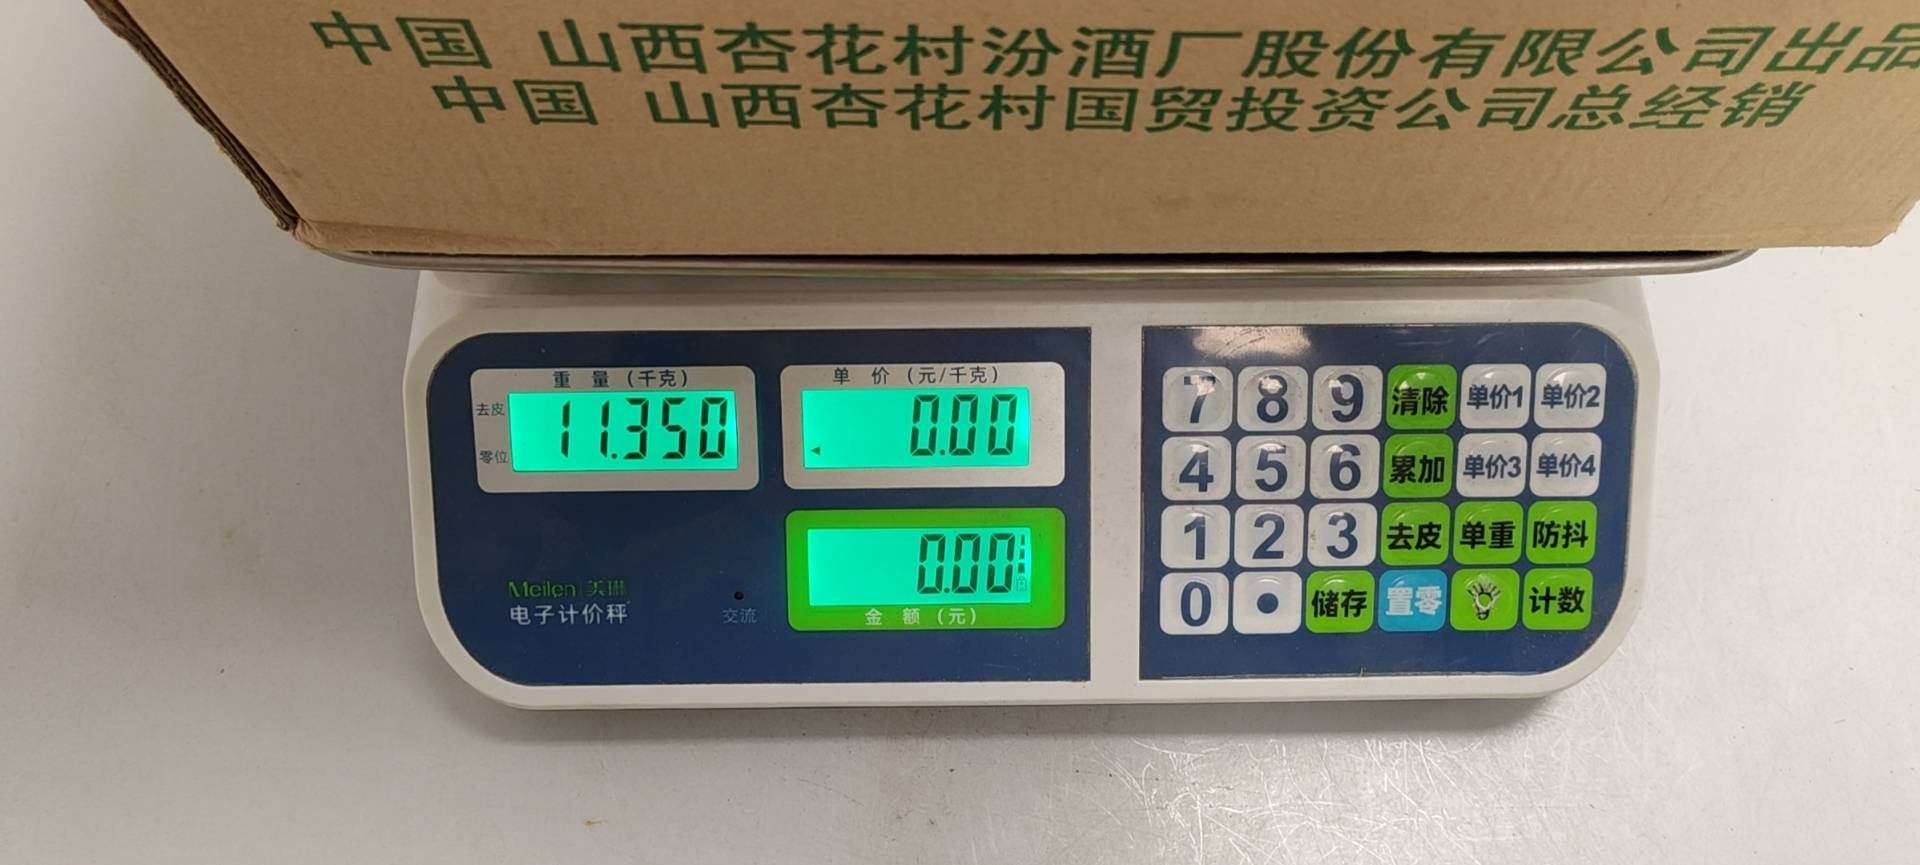 中国 山西杏花村汾酒厂股份有限公司出品
中国 山西杏花村国贸投资公司总经销
重 量（千克）
去皮
零位
11.350
单 价（元/千克）
0.00
0.00
金 额（元）
Meilen 美琳
电子计价秤
交流
7 8 9 清除 单价1 单价2
4 5 6 累加 单价3 单价4
1 2 3 去皮 单重 防抖
0 . 储存 置零 计数